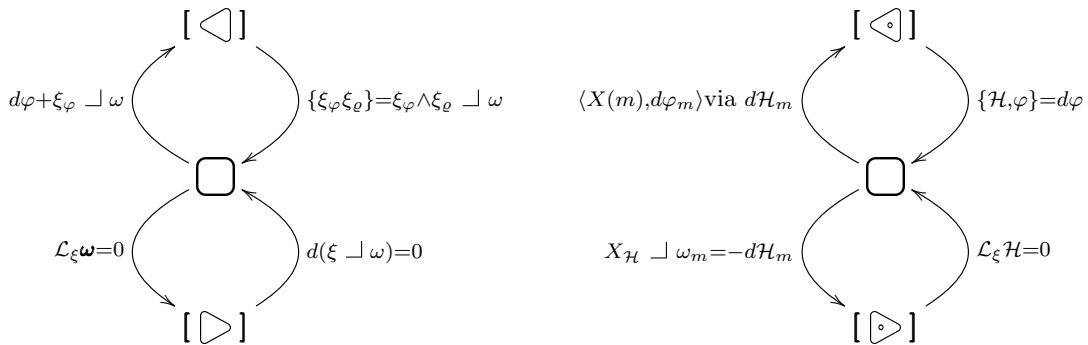 [ ◁ ] [ ◁ ]
dφ+ξ_φ ⌟ ω {ξ_φξ_ϱ}=ξ_φ∧ξ_ϱ ⌟ ω ⟨X(m),dφ_m⟩via dℋ_m {ℋ,φ}=dφ
ℒ_ξ𝝎=0 d(ξ ⌟ ω)=0 X_ℋ ⌟ ω_m=−dℋ_m ℒ_ξℋ=0
[ ▷ ] [ ▷ ]